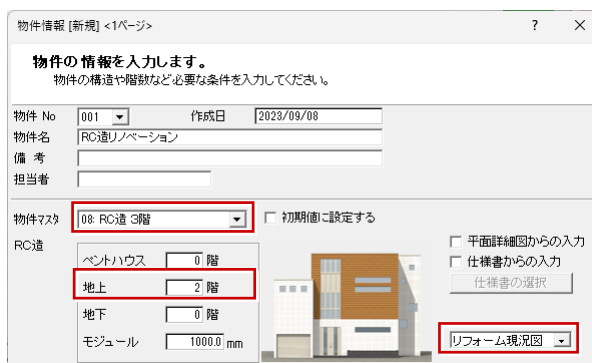 物件情報 [新規] <1ページ>
? ×
物件の情報を入力します。
物件の構造や階数など必要な条件を入力してください。
物件 No 001 作成日 2023/09/08
物件名 RC造リノベーション
備 考
担当者
物件マスタ 08: RC造 3階 初期値に設定する
RC造
ペントハウス 0 階
地上 2 階
地下 0 階
モジュール 1000.0 mm
平面詳細図からの入力
仕様書からの入力
仕様書の選択
リフォーム現況図